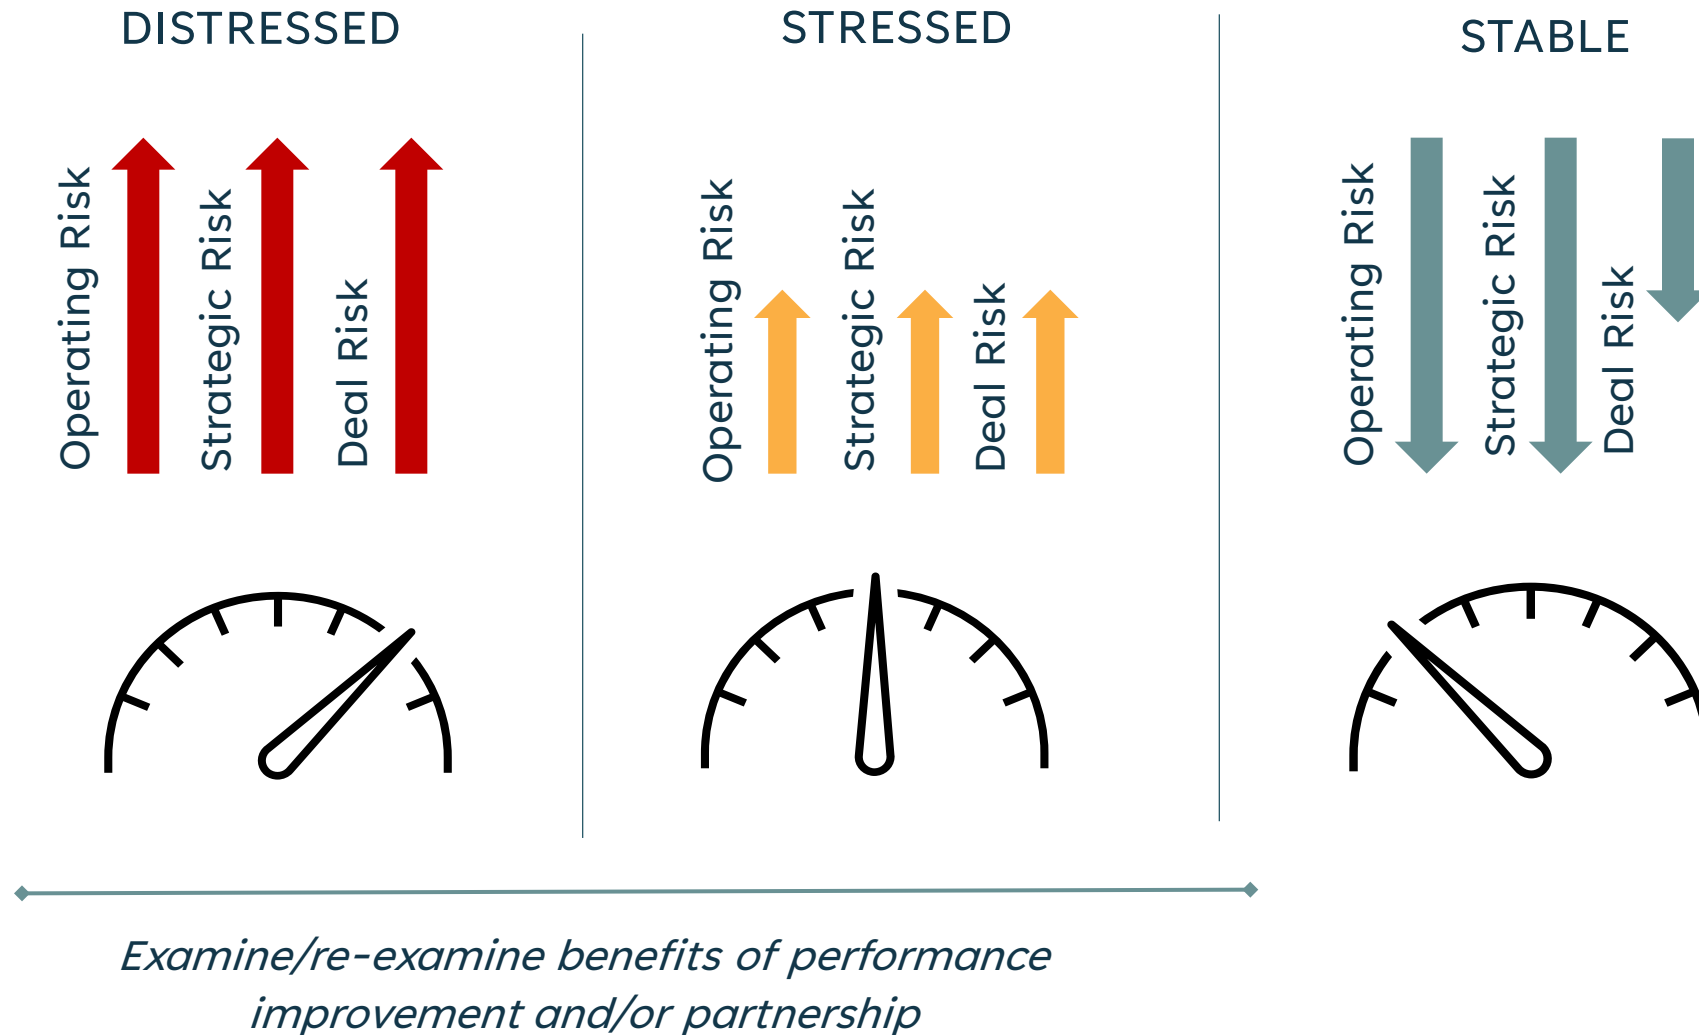 DISTRESSED
Operating Risk
Strategic Risk
Deal Risk
STRESSED
Operating Risk
Strategic Risk
Deal Risk
STABLE
Operating Risk
Strategic Risk
Deal Risk
Examine/re-examine benefits of performance
improvement and/or partnership